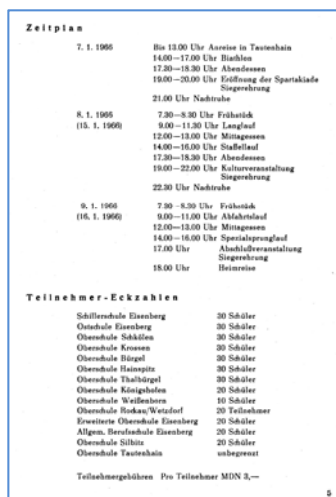 Zeitplan
7. 1. 1966 Bis 13.00 Uhr Anreise in Tautenhain
14.00—17.00 Uhr Biathlon
17.30—18.30 Uhr Abendessen
19.00—20.00 Uhr Eröffnung der Spartakiade
Siegerehrung
21.00 Uhr Nachtruhe
8. 1. 1966 7.30—8.30 Uhr Frühstück
(15. 1. 1966) 9.00—11.30 Uhr Langlauf
12.00—13.00 Uhr Mittagessen
14.00—16.00 Uhr Staffellauf
17.30—18.30 Uhr Abendessen
19.00—22.00 Uhr Kulturveranstaltung
Siegerehrung
22.30 Uhr Nachtruhe
9. 1. 1966 7.30—8.30 Uhr Frühstück
(16. 1. 1966) 9.00—11.00 Uhr Abfahrtslauf
12.00—13.00 Uhr Mittagessen
14.00—16.00 Uhr Spezialsprunglauf
17.00 Uhr Abschlußveranstaltung
Siegerehrung
18.00 Uhr Heimreise
Teilnehmer-Eckzahlen
Schillerschule Eisenberg 30 Schüler
Ostschule Eisenberg 30 Schüler
Oberschule Schkölen 30 Schüler
Oberschule Krossen 30 Schüler
Oberschule Bürgel 30 Schüler
Oberschule Hainspitz 30 Schüler
Oberschule Thalbürgel 30 Schüler
Oberschule Königshofen 20 Schüler
Oberschule Weißenborn 10 Schüler
Oberschule Rockau/Wetzdorf 20 Teilnehmer
Erweiterte Oberschule Eisenberg 20 Schüler
Allgem. Berufsschule Eisenberg 20 Schüler
Oberschule Silbitz 20 Schüler
Oberschule Tautenhain unbegrenzt
Teilnehmergebühren Pro Teilnehmer MDN 3,—
5